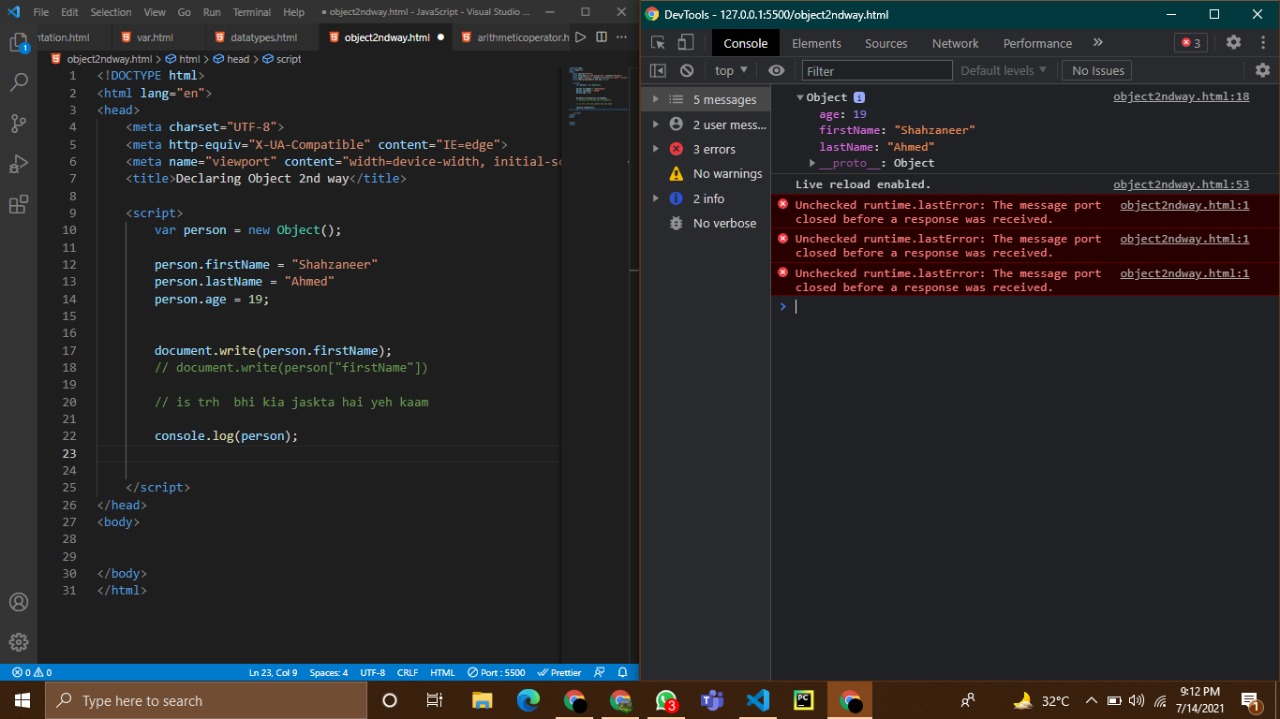 File Edit Selection View Go Run Terminal Help ● object2ndway.html - JavaScript - Visual Studio ...
ntation.html var.html datatypes.html object2ndway.html ● arithmeticoperator.h
object2ndway.html > html > head > script
1 <!DOCTYPE html>
2 <html lang="en">
3 <head>
4 <meta charset="UTF-8">
5 <meta http-equiv="X-UA-Compatible" content="IE=edge">
6 <meta name="viewport" content="width=device-width, initial-sc
7 <title>Declaring Object 2nd way</title>
8
9 <script>
10 var person = new Object();
11
12 person.firstName = "Shahzaneer"
13 person.lastName = "Ahmed"
14 person.age = 19;
15
16
17 document.write(person.firstName);
18 // document.write(person["firstName"])
19
20 // is trh  bhi kia jaskta hai yeh kaam
21
22 console.log(person);
23
24
25 </script>
26 </head>
27 <body>
28
29
30 </body>
31 </html>
1
0 0 Ln 23, Col 9 Spaces: 4 UTF-8 CRLF HTML Port : 5500 Prettier
DevTools - 127.0.0.1:5500/object2ndway.html
Console Elements Sources Network Performance » 3
top ▼ Filter Default levels ▼ No Issues
5 messages
2 user mess...
3 errors
No warnings
2 info
No verbose
▼Object i object2ndway.html:18
age: 19
firstName: "Shahzaneer"
lastName: "Ahmed"
▶__proto__: Object
Live reload enabled. object2ndway.html:53
Unchecked runtime.lastError: The message port object2ndway.html:1
closed before a response was received.
Unchecked runtime.lastError: The message port object2ndway.html:1
closed before a response was received.
Unchecked runtime.lastError: The message port object2ndway.html:1
closed before a response was received.
>
Type here to search 3 PC 32°C 9:12 PM
7/14/2021 1